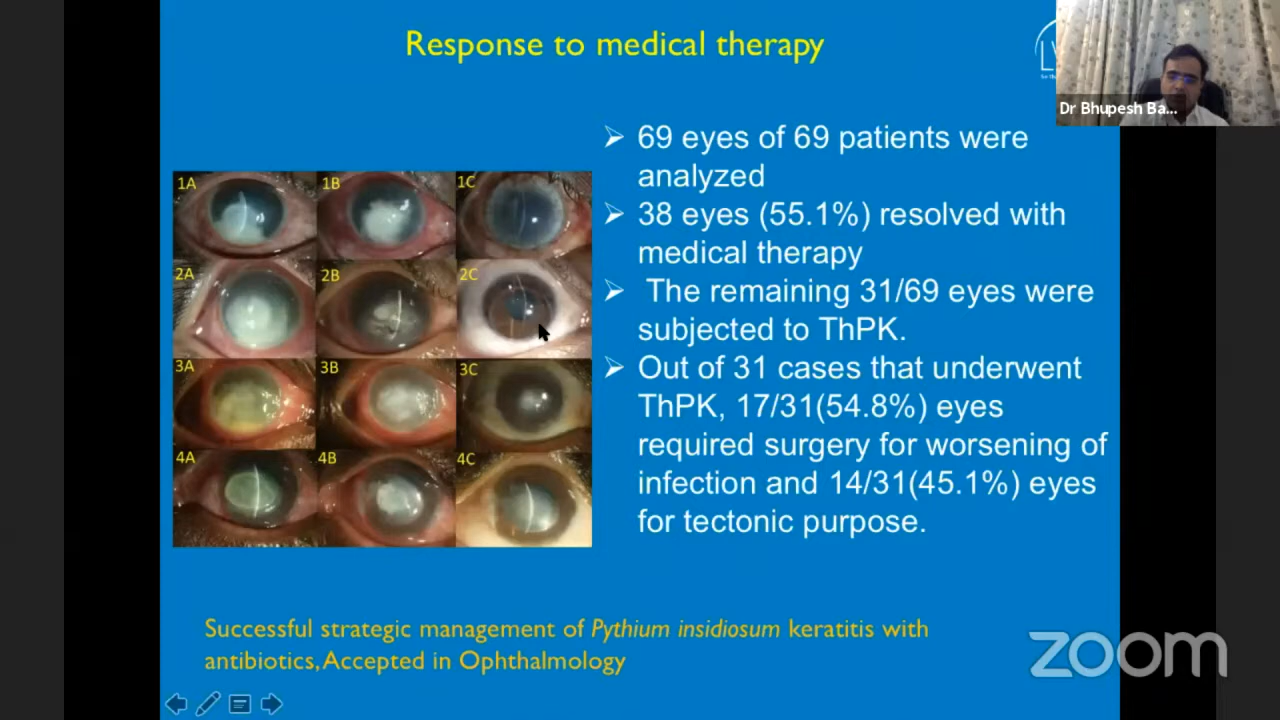 Response to medical therapy
Dr Bhupesh Ba...
69 eyes of 69 patients were
analyzed
38 eyes (55.1%) resolved with
medical therapy
The remaining 31/69 eyes were
subjected to ThPK.
Out of 31 cases that underwent
ThPK, 17/31(54.8%) eyes
required surgery for worsening of
infection and 14/31(45.1%) eyes
for tectonic purpose.
1A 1B 1C
2A 2B 2C
3A 3B 3C
4A 4B 4C
Successful strategic management of Pythium insidiosum keratitis with
antibiotics, Accepted in Ophthalmology
zoom